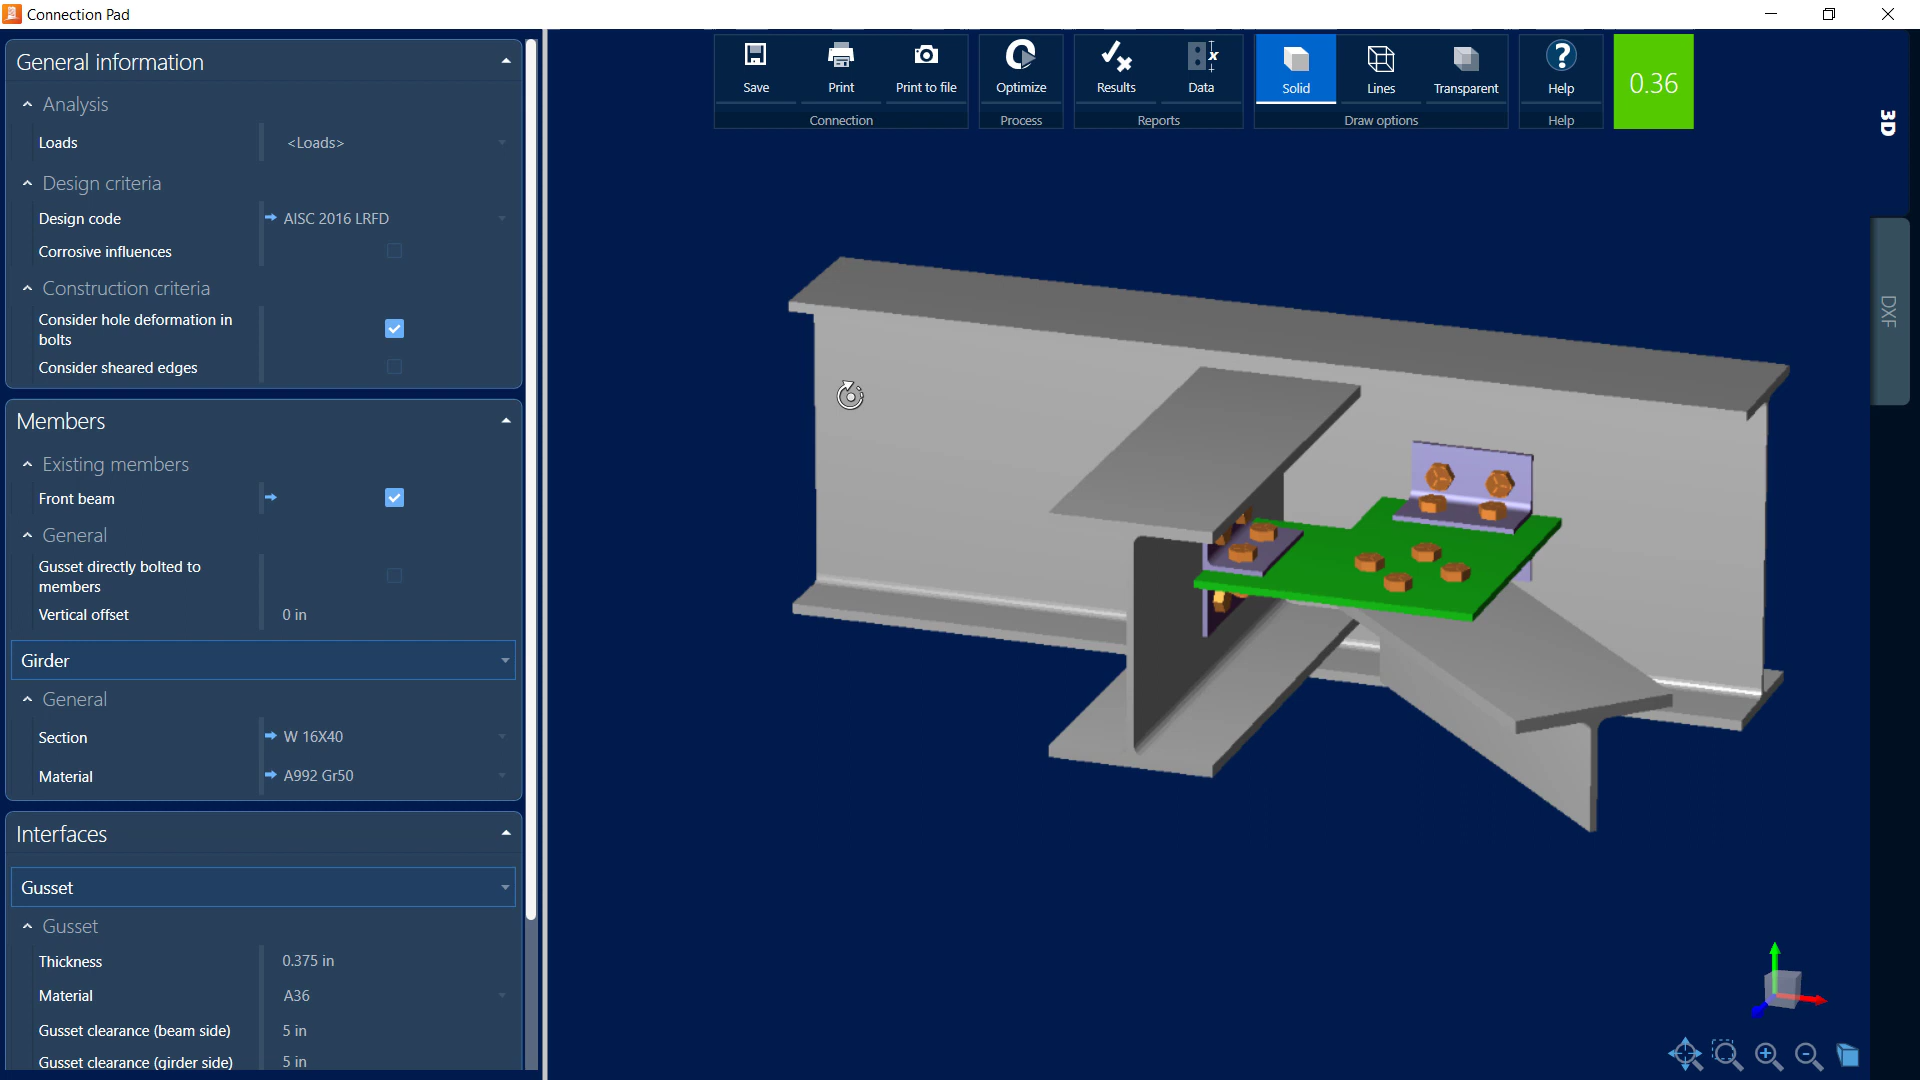 Connection Pad
General information
Analysis
Loads <Loads>
Design criteria
Design code AISC 2016 LRFD
Corrosive influences
Construction criteria
Consider hole deformation in
bolts
Consider sheared edges
Members
Existing members
Front beam
General
Gusset directly bolted to
members
Vertical offset 0 in
Girder
General
Section W 16X40
Material A992 Gr50
Interfaces
Gusset
Gusset
Thickness 0.375 in
Material A36
Gusset clearance (beam side) 5 in
Gusset clearance (girder side) 5 in
Save Print Print to file Optimize Results Data Solid Lines Transparent Help
Connection Process Reports Draw options Help
0.36
3D
DXF